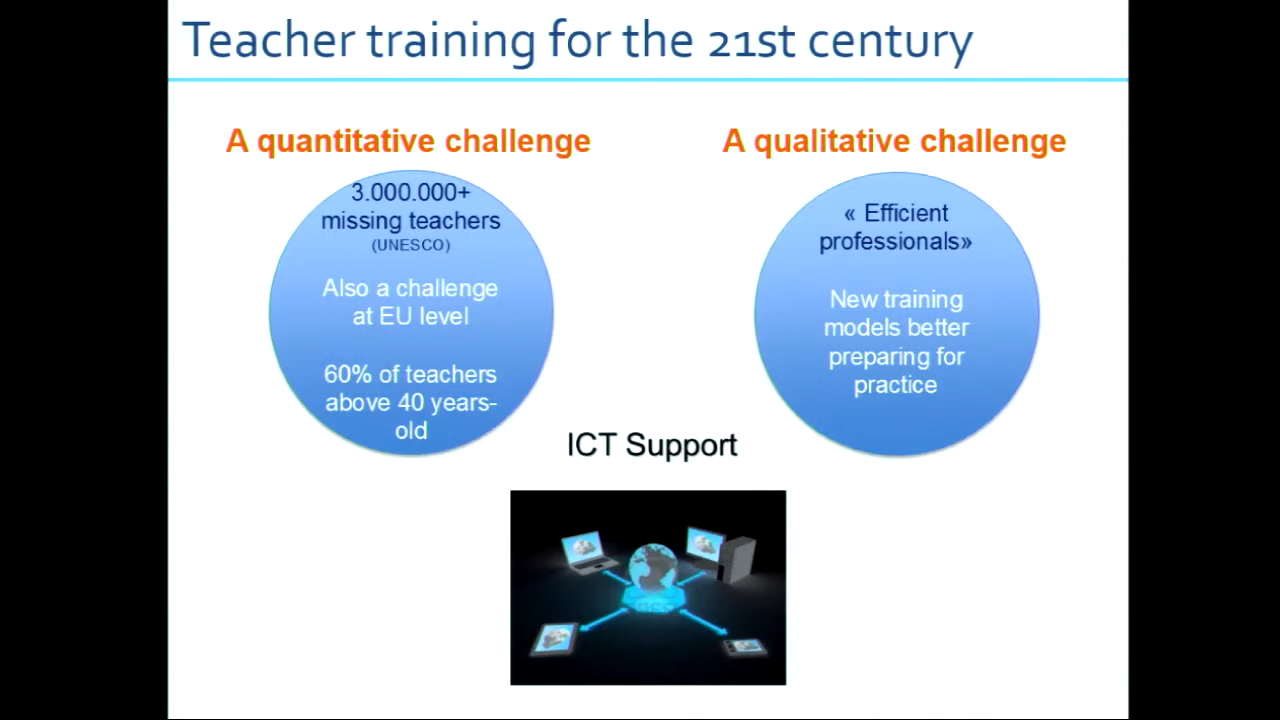 Teacher training for the 21st century
A quantitative challenge
3.000.000+
missing teachers
(UNESCO)
Also a challenge
at EU level
60% of teachers
above 40 years-
old
A qualitative challenge
« Efficient
professionals»
New training
models better
preparing for
practice
ICT Support